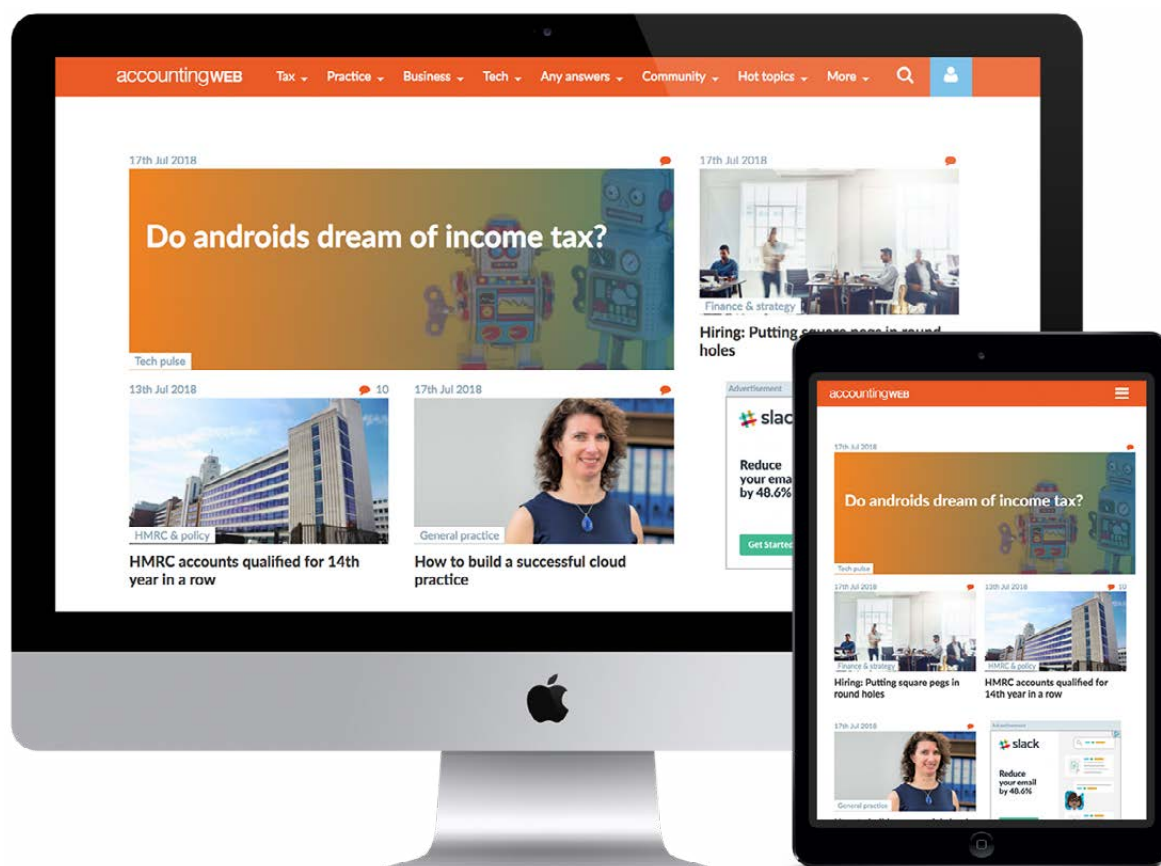 accountingWEB
Tax
Practice
Business
Tech
Any answers
Community
Hot topics
More
17th Jul 2018
Do androids dream of income tax?
Tech pulse
17th Jul 2018
Finance & strategy
Hiring: Putting square pegs in round
holes
13th Jul 2018
10
HMRC & policy
HMRC accounts qualified for 14th
year in a row
17th Jul 2018
General practice
How to build a successful cloud
practice
Advertisement
slac
Reduce
your ema
by 48.6%
Get Started
accountingWEB
17th Jul 2018
Do androids dream of income tax?
Tech pulse
17th Jul 2018
Finance & strategy
Hiring: Putting square pegs in
round holes
13th Jul 2018
10
HMRC & policy
HMRC accounts qualified for
14th year in a row
17th Jul 2018
General practice
Advertisement
slack
Reduce
your email
by 48.6%